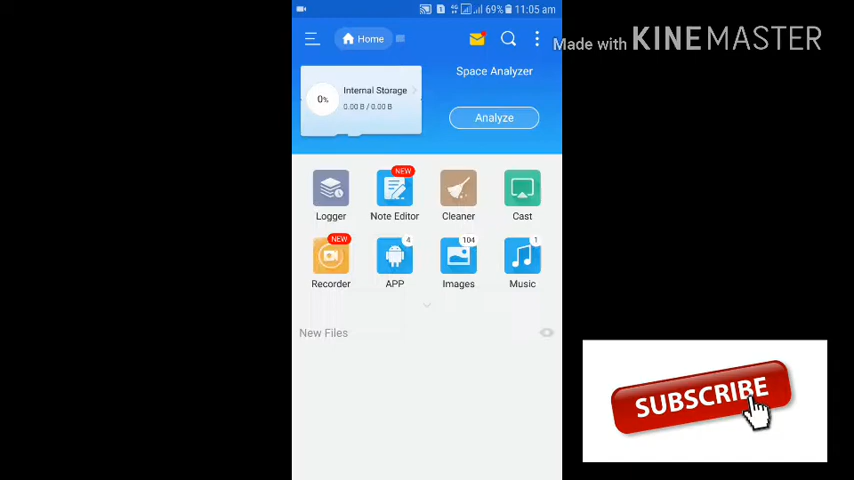 69% 11:05 am
Made with KINEMASTER
Home
Space Analyzer
Internal Storage
0%
0.00 B / 0.00 B
Analyze
NEW
Logger
Note Editor
Cleaner
Cast
NEW
4
104
1
Recorder
APP
Images
Music
New Files
SUBSCRIBE